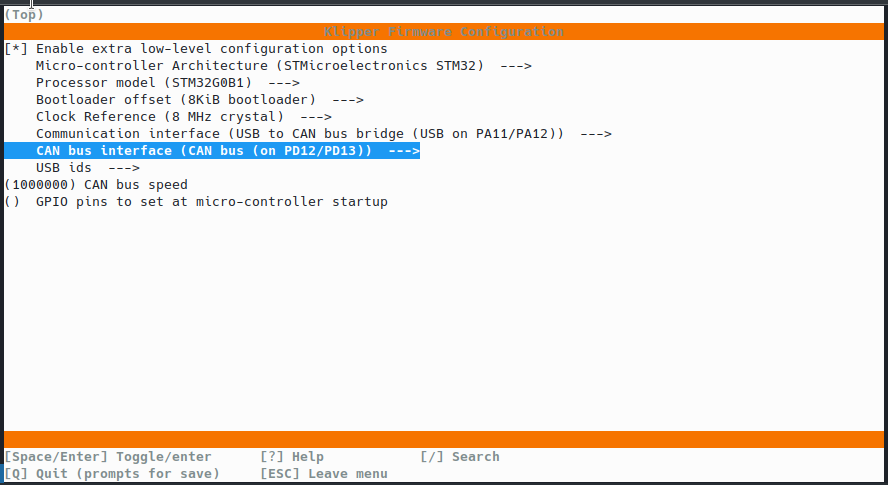 (Top)
Klipper Firmware Configuration
[*] Enable extra low-level configuration options
Micro-controller Architecture (STMicroelectronics STM32)  --->
Processor model (STM32G0B1)  --->
Bootloader offset (8KiB bootloader)  --->
Clock Reference (8 MHz crystal)  --->
Communication interface (USB to CAN bus bridge (USB on PA11/PA12))  --->
CAN bus interface (CAN bus (on PD12/PD13))  --->
USB ids  --->
(1000000) CAN bus speed
()  GPIO pins to set at micro-controller startup
[Space/Enter] Toggle/enter      [?] Help            [/] Search
[Q] Quit (prompts for save)     [ESC] Leave menu